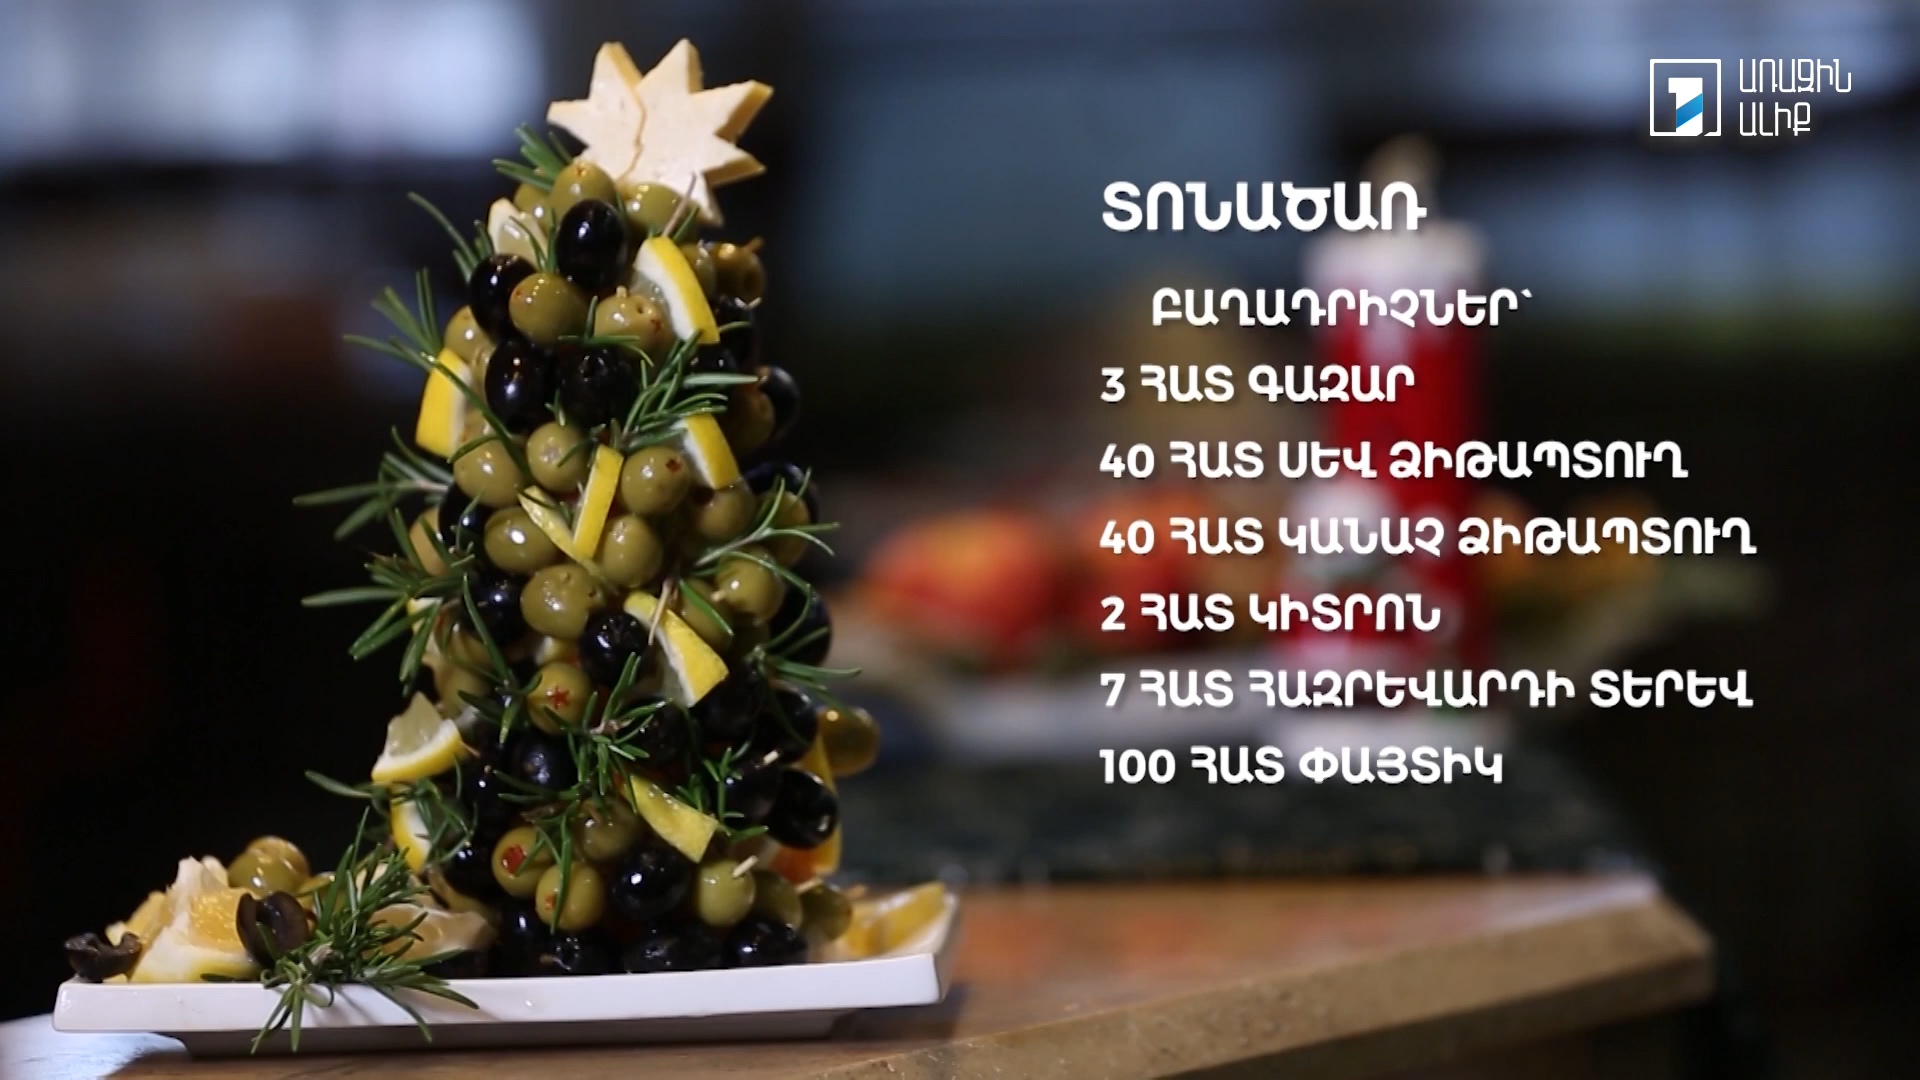 ԱՌԱՋԻՆ
ԱԼԻՔ
ՏՈՆԱԾԱՌ
ԲԱՂԱԴՐԻՉՆԵՐ՝
3 ՀԱՏ ԳԱԶԱՐ
40 ՀԱՏ ՍԵՎ ՁԻԹԱՊՏՈՒՂ
40 ՀԱՏ ԿԱՆԱՉ ՁԻԹԱՊՏՈՒՂ
2 ՀԱՏ ԿԻՏՐՈՆ
7 ՀԱՏ ՀԱԶՐԵՎԱՐԴԻ ՏԵՐԵՎ
100 ՀԱՏ ՓԱՅՏԻԿ